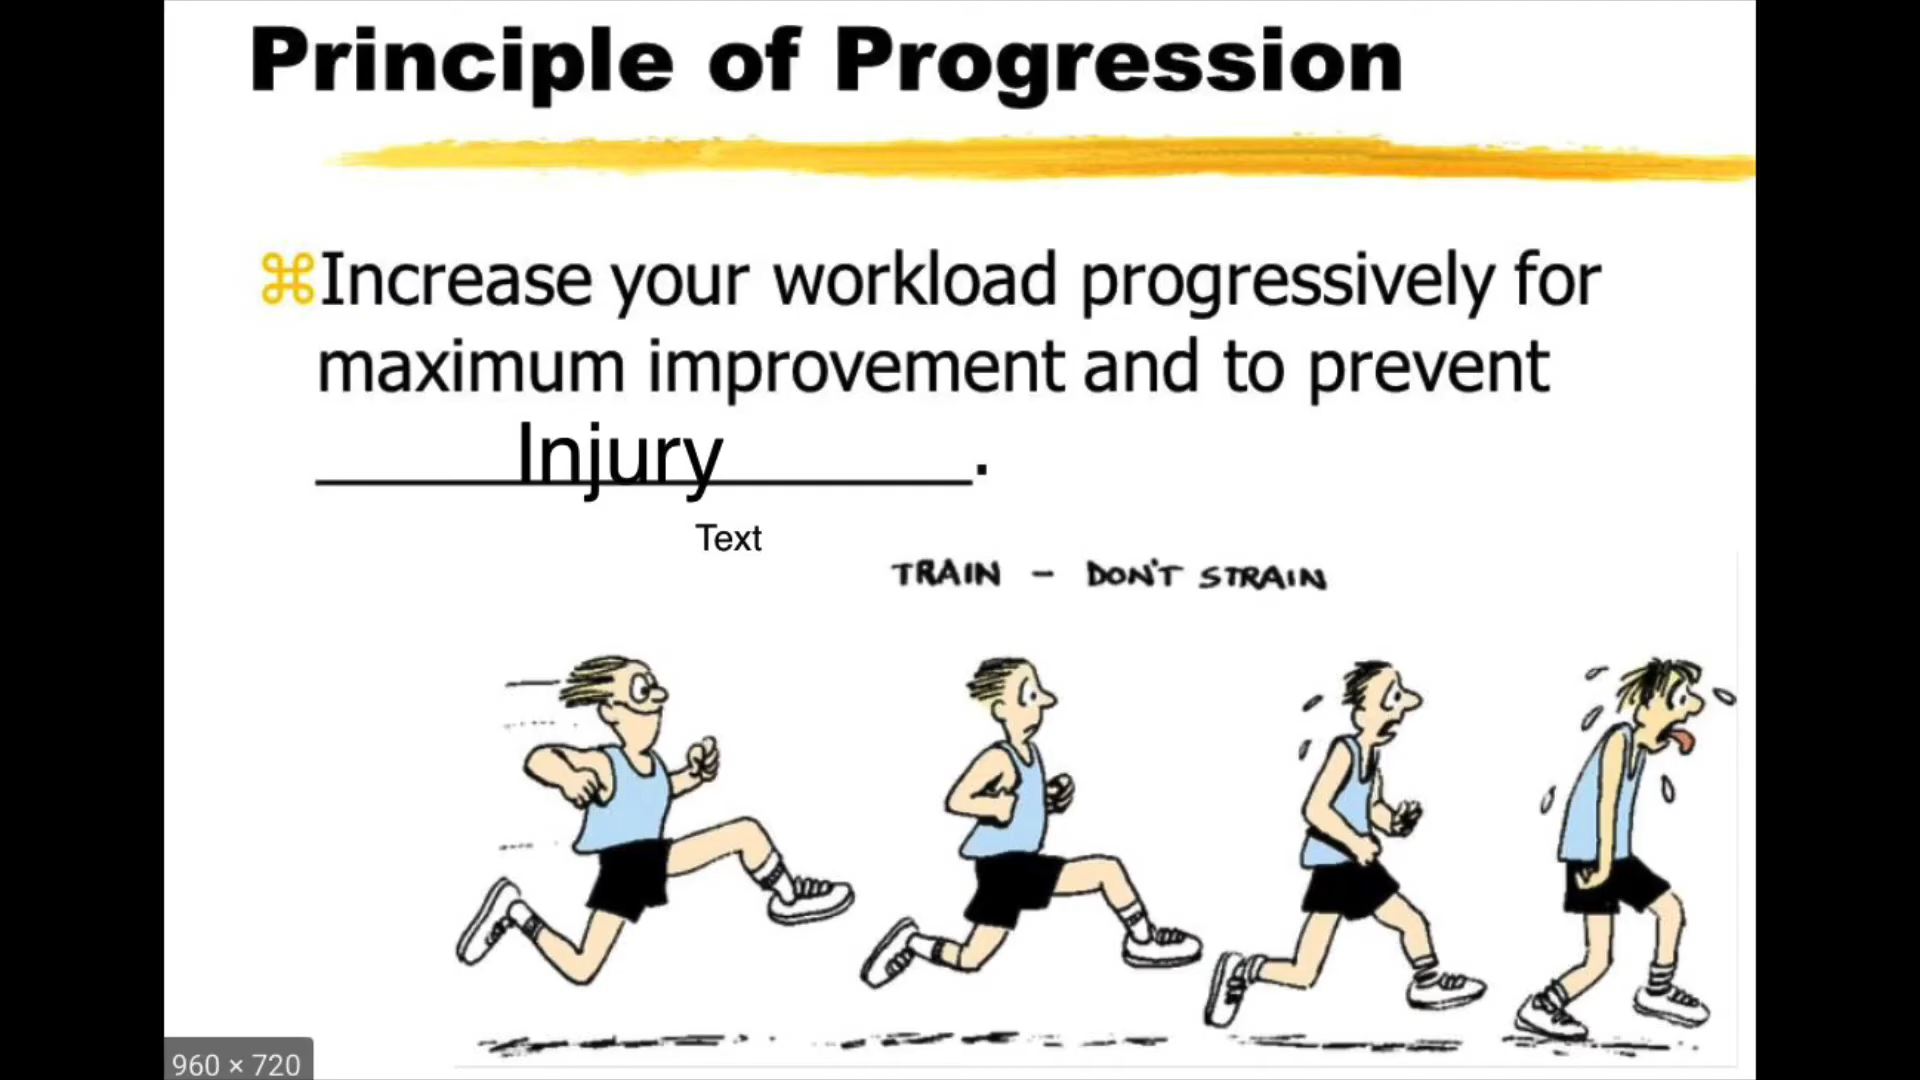 Principle of Progression
⌘Increase your workload progressively for
maximum improvement and to prevent
Injury.
Text
TRAIN – DON'T STRAIN
960 × 720